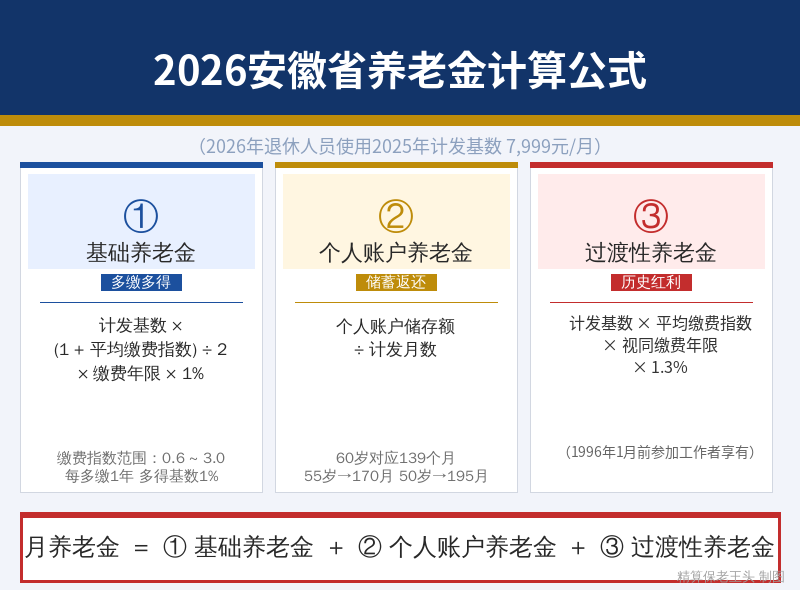 2026安徽省养老金计算公式
（2026年退休人员使用2025年计发基数 7,999元/月）
①
基础养老金
多缴多得
计发基数 ×
(1 + 平均缴费指数) ÷ 2
× 缴费年限 × 1%
缴费指数范围：0.6 ~ 3.0
每多缴1年 多得基数1%
②
个人账户养老金
储蓄返还
个人账户储存额
÷ 计发月数
60岁对应139个月
55岁→170月 50岁→195月
③
过渡性养老金
历史红利
计发基数 × 平均缴费指数
× 视同缴费年限
× 1.3%
（1996年1月前参加工作者享有）
月养老金 = ① 基础养老金 + ② 个人账户养老金 + ③ 过渡性养老金
精算保老王头 制图